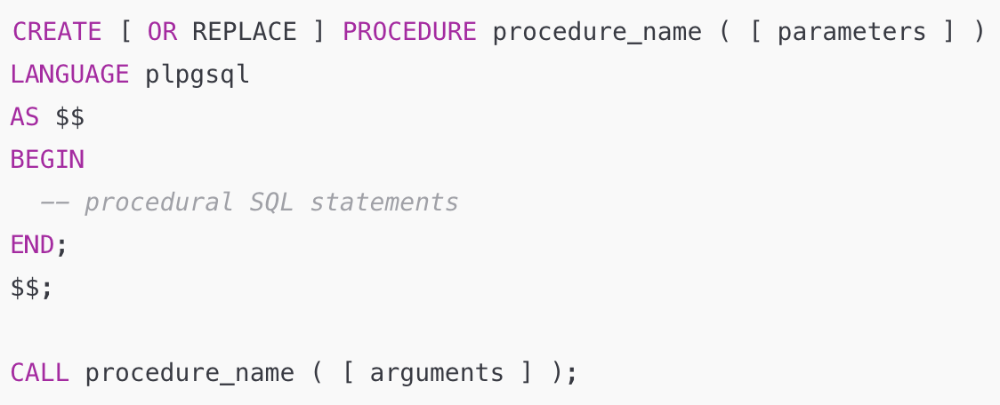 CREATE [ OR REPLACE ] PROCEDURE procedure_name ( [ parameters ] )
LANGUAGE plpgsql
AS $$
BEGIN
  -- procedural SQL statements
END;
$$;

CALL procedure_name ( [ arguments ] );